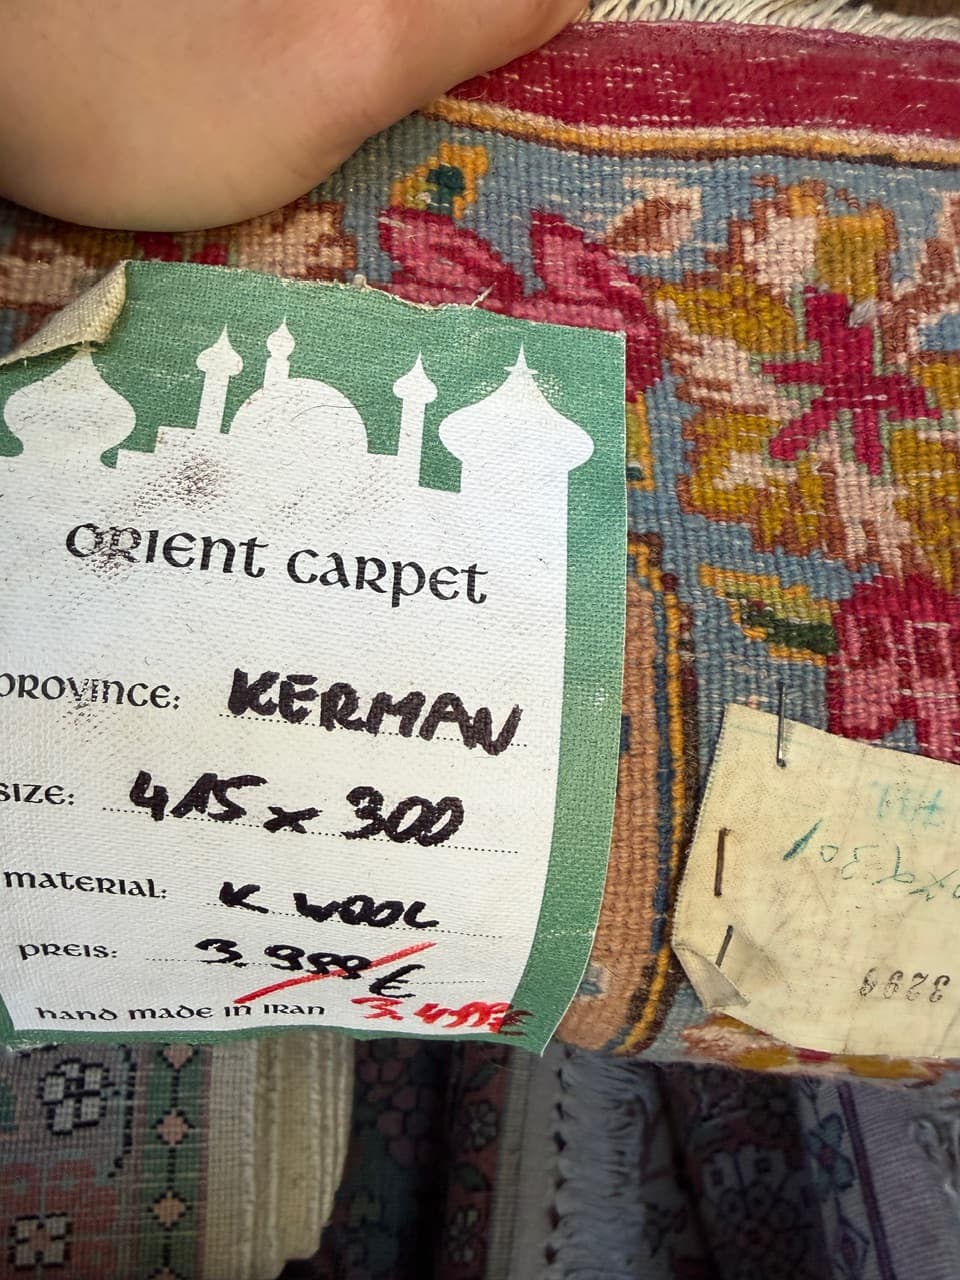 ORIENT CARPET
PROVINCE: KERMAN
SIZE: 415 x 300
MATERIAL: K WOOL
PREIS: 3.999 €
HAND MADE IN IRAN 3.499€